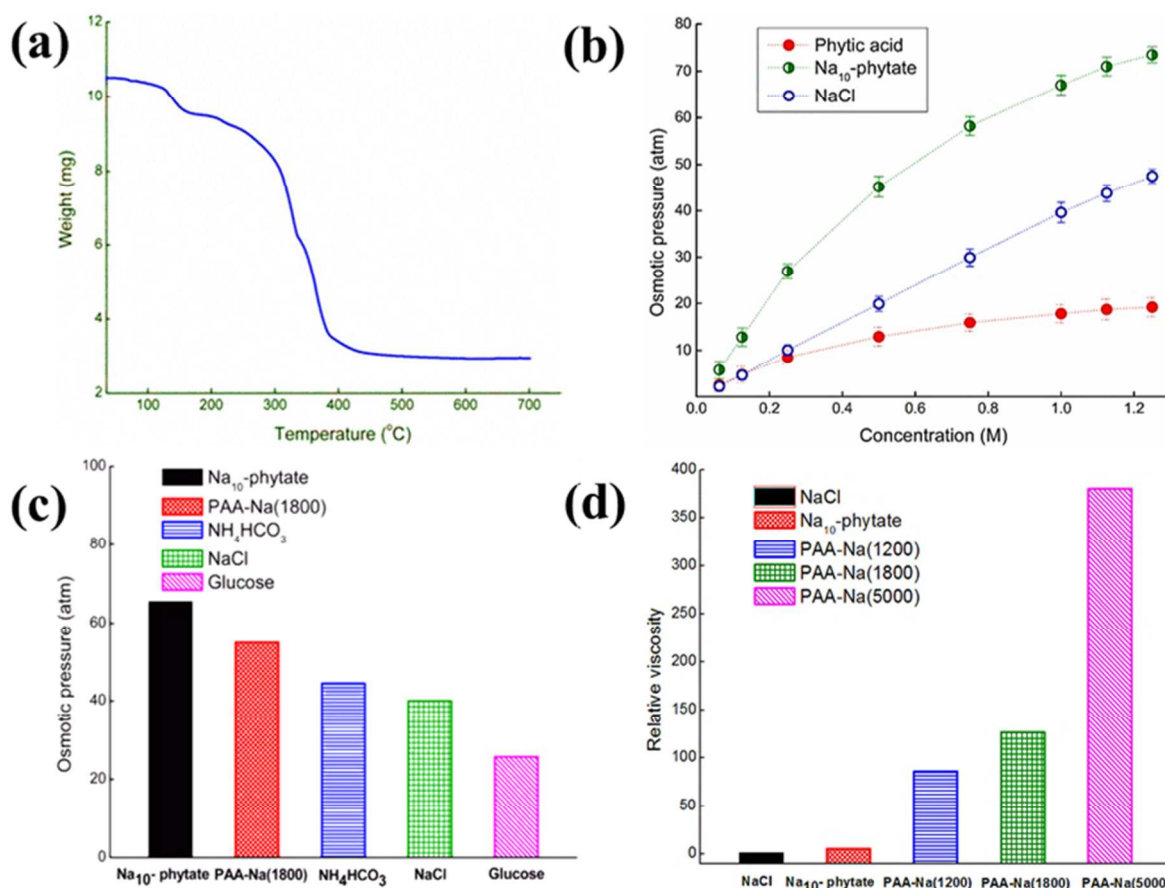 (a)
12
10
8
6
4
2
Weight (mg)
100 200 300 400 500 600 700
Temperature (°C)
(b)
80
70
60
50
40
30
20
10
Osmotic pressure (atm)
Phytic acid
Na₁₀-phytate
NaCl
0.0 0.2 0.4 0.6 0.8 1.0 1.2
Concentration (M)
(c)
100
80
60
40
20
0
Osmotic pressure (atm)
Na₁₀-phytate
PAA-Na(1800)
NH₄HCO₃
NaCl
Glucose
Na₁₀- phytate PAA-Na(1800) NH₄HCO₃ NaCl Glucose
(d)
400
350
300
250
200
150
100
50
0
Relative viscosity
NaCl
Na₁₀-phytate
PAA-Na(1200)
PAA-Na(1800)
PAA-Na(5000)
NaCl Na₁₀-phytate PAA-Na(1200) PAA-Na(1800) PAA-Na(5000)